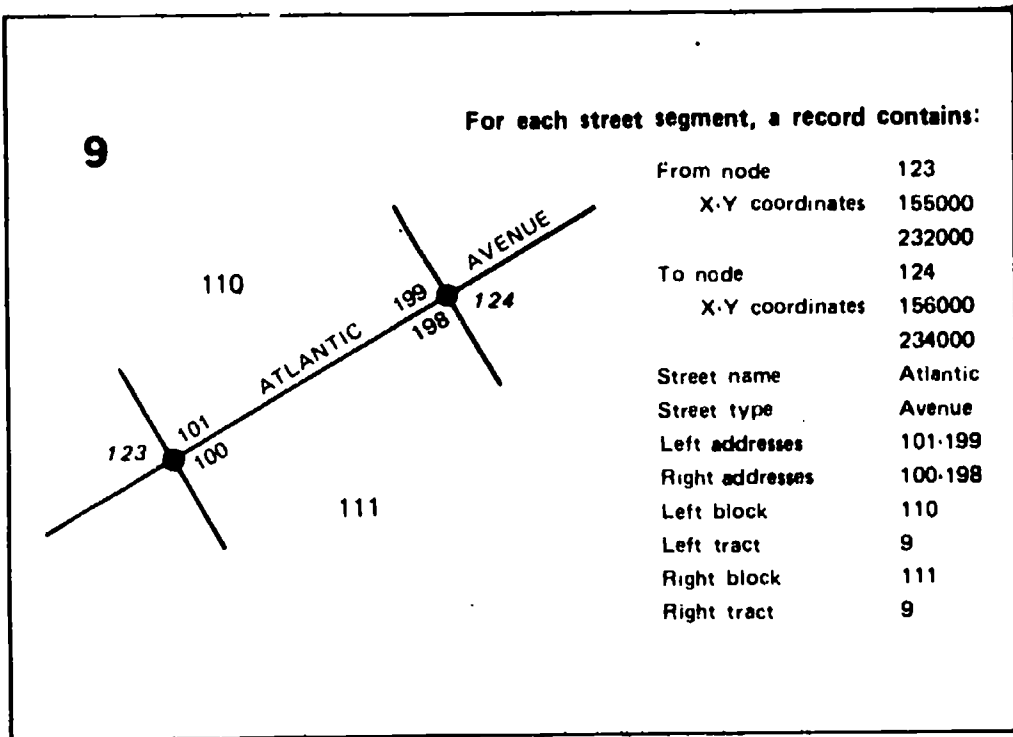 For each street segment, a record contains:
9
From node 123
X-Y coordinates 155000
232000
To node 124
X-Y coordinates 156000
234000
Street name Atlantic
Street type Avenue
Left addresses 101-199
Right addresses 100-198
Left block 110
Left tract 9
Right block 111
Right tract 9
110
AVENUE
199
124
198
ATLANTIC
101
123
100
111